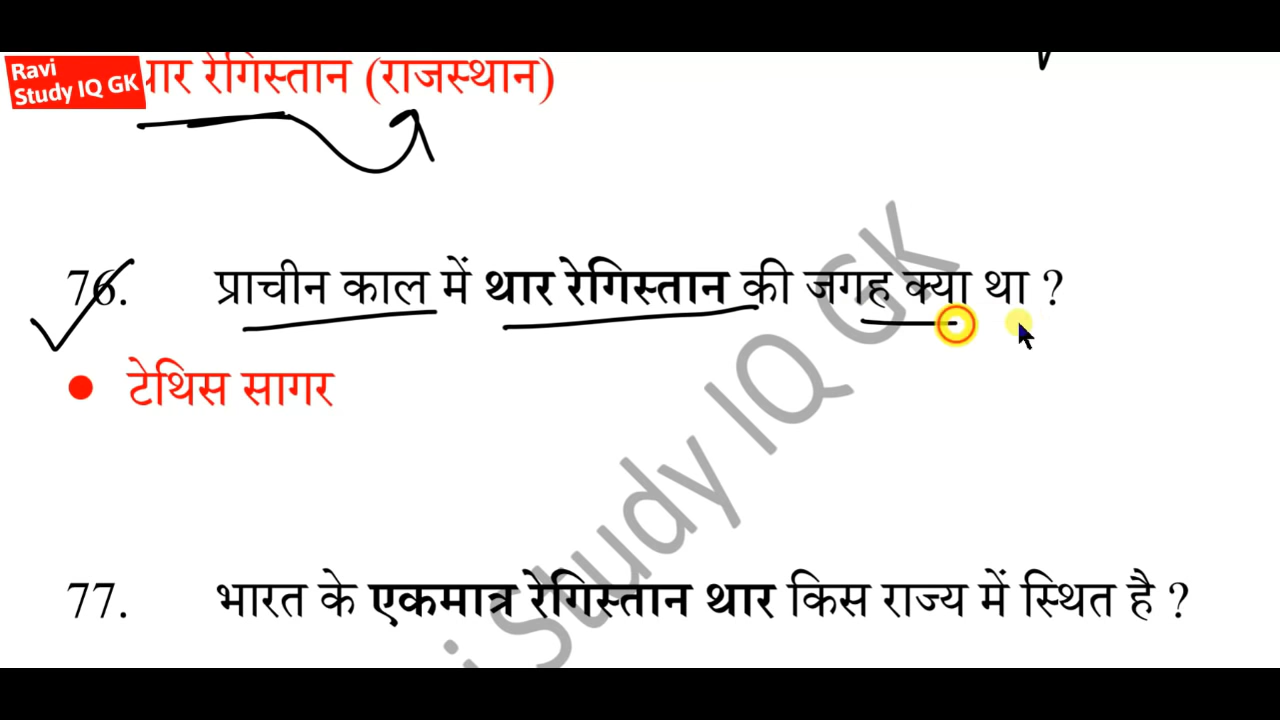 Ravi
Study IQ GK
थार रेगिस्तान (राजस्थान)
76. प्राचीन काल में थार रेगिस्तान की जगह क्या था ?
• टेथिस सागर
i Study IQ GK
77. भारत के एकमात्र रेगिस्तान थार किस राज्य में स्थित है ?